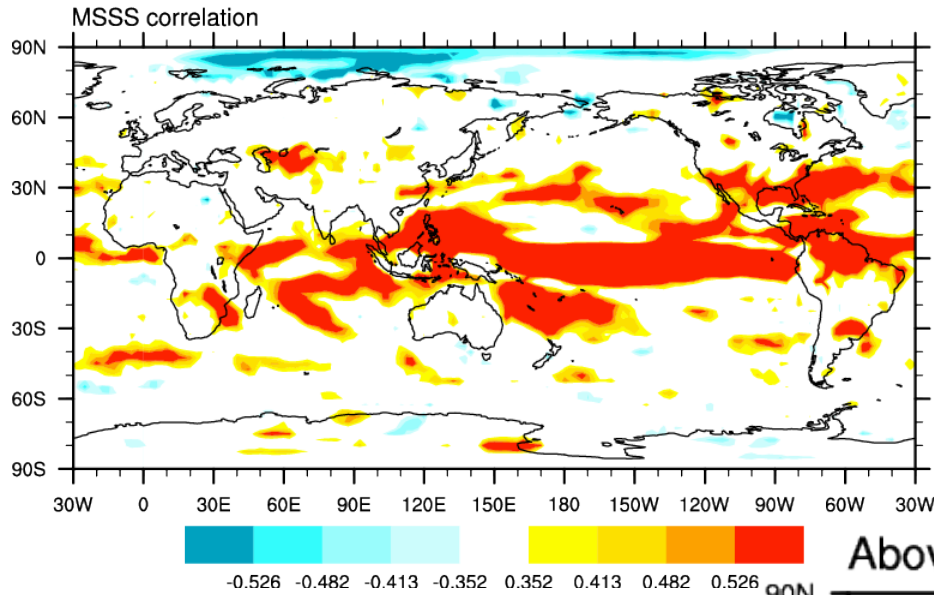 MSSS correlation
90N
60N
30N
0
30S
60S
90S
30W 0 30E 60E 90E 120E 150E 180 150W 120W 90W 60W 30W
-0.526 -0.482 -0.413 -0.352 0.352 0.413 0.482 0.526
Abov
90N